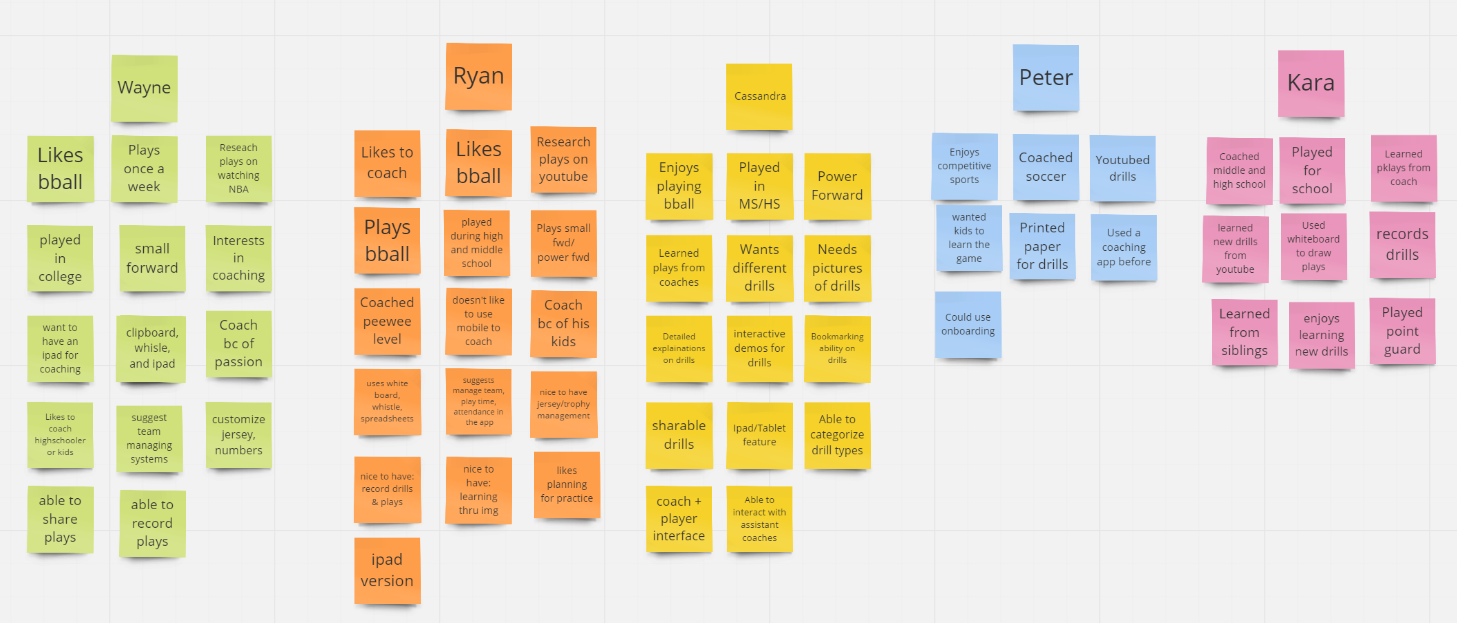 Wayne
Likes
bball
Plays
once a
week
Reseach
plays on
watching
NBA
played
in
college
small
forward
Interests
in
coaching
want to
have an
ipad for
coaching
clipboard,
whisle,
and ipad
Coach
bc of
passion
Likes to
coach
highschooler
or kids
suggest
team
managing
systems
customize
jersey,
numbers
able to
share
plays
able to
record
plays
Ryan
Likes to
coach
Likes
bball
Research
plays on
youtube
Plays
bball
played
during high
and middle
school
Plays small
fwd/
power fwd
Coached
peewee
level
doesn't like
to use
mobile to
coach
Coach
bc of his
kids
uses white
board,
whistle,
spreadsheets
suggests
manage team,
play time,
attendance in
the app
nice to have
jersey/trophy
management
nice to have:
record drills
& plays
nice to
have:
learning
thru img
likes
planning
for practice
ipad
version
Cassandra
Enjoys
playing
bball
Played
in
MS/HS
Power
Forward
Learned
plays from
coaches
Wants
different
drills
Needs
pictures
of drills
Detailed
explainations
on drills
interactive
demos for
drills
Bookmarking
ability on
drills
sharable
drills
Ipad/Tablet
feature
Able to
categorize
drill types
coach +
player
interface
Able to
interact with
assistant
coaches
Peter
Enjoys
competitive
sports
Coached
soccer
Youtubed
drills
wanted
kids to
learn the
game
Printed
paper
for drills
Used a
coaching
app before
Could use
onboarding
Kara
Coached
middle and
high school
Played
for
school
Learned
pklays from
coach
learned
new drills
from
youtube
Used
whiteboard
to draw
plays
records
drills
Learned
from
siblings
enjoys
learning
new drills
Played
point
guard